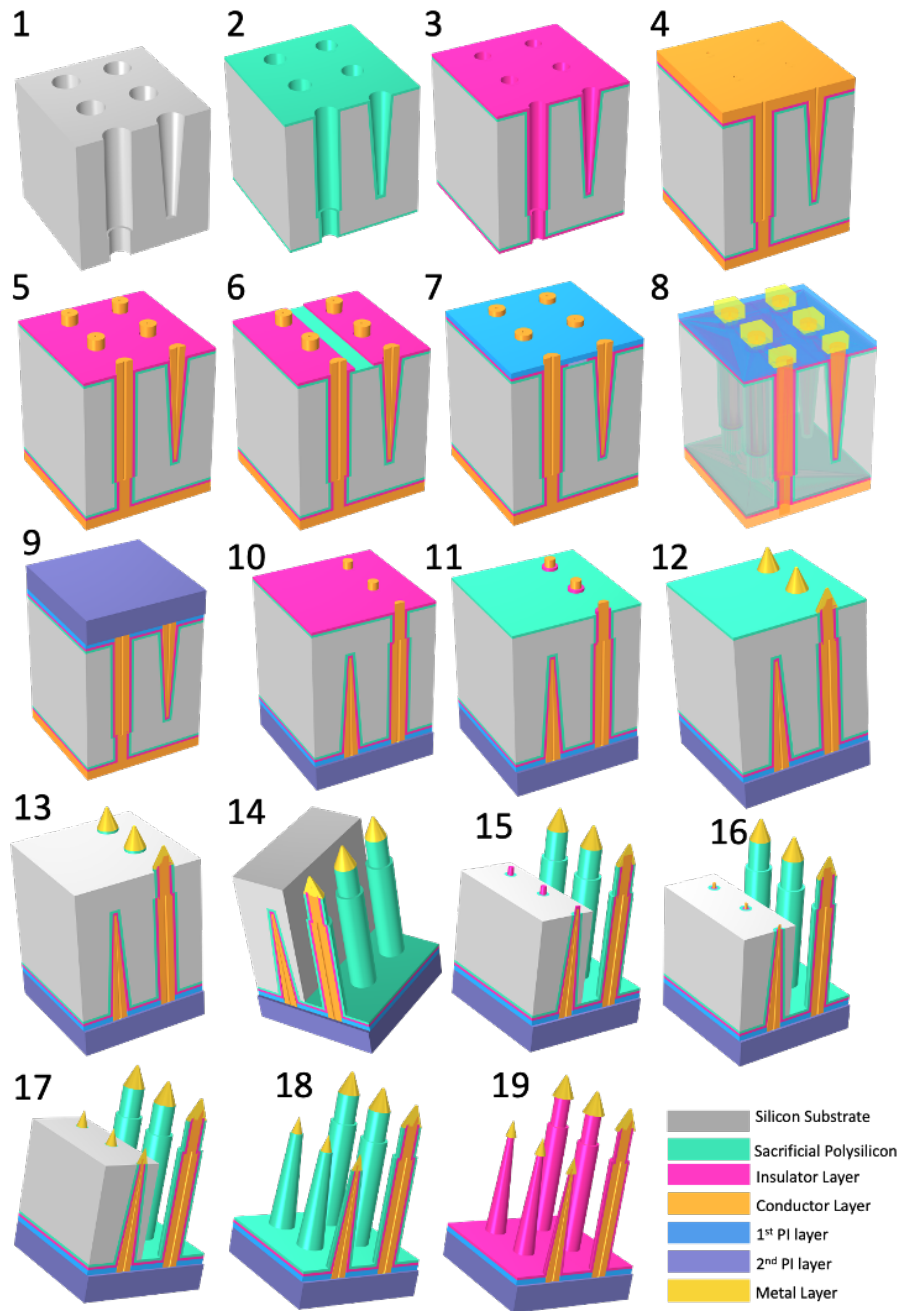 1
2
3
4
5
6
7
8
9
10
11
12
13
14
15
16
17
18
19
Silicon Substrate
Sacrificial Polysilicon
Insulator Layer
Conductor Layer
1st PI layer
2nd PI layer
Metal Layer